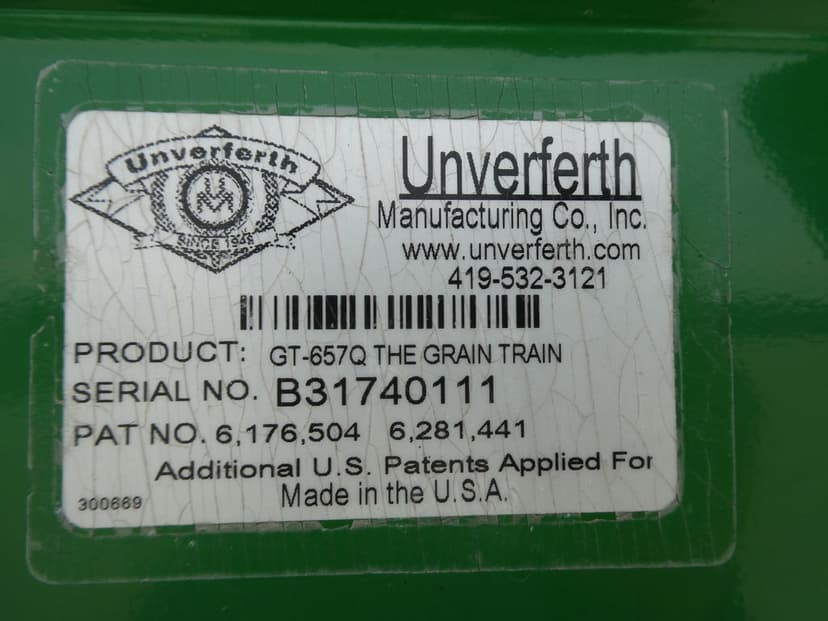 Unverferth
UM
SINCE 1948
Unverferth
Manufacturing Co., Inc.
www.unverferth.com
419-532-3121
PRODUCT: GT-657Q THE GRAIN TRAIN
SERIAL NO. B31740111
PAT NO. 6,176,504 6,281,441
Additional U.S. Patents Applied For
300669 Made in the U.S.A.